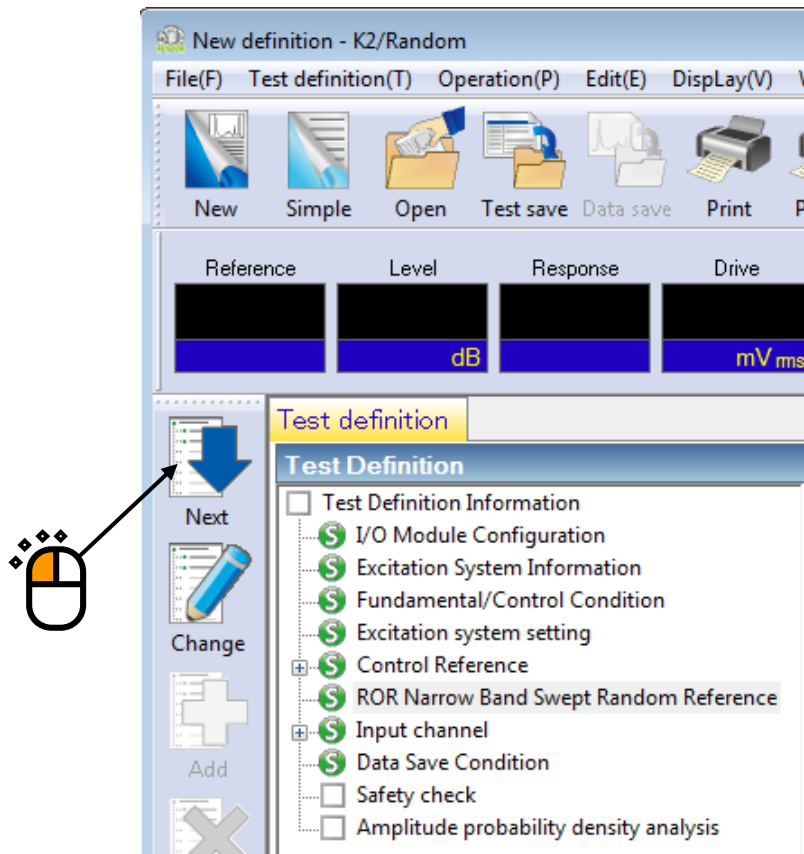 New definition - K2/Random
File(F) Test definition(T) Operation(P) Edit(E) DispLay(V)
New Simple Open Test save Data save Print
Reference Level Response Drive
dB mV rms
Test definition
Test Definition
Next
Change
Add
Test Definition Information
S I/O Module Configuration
S Excitation System Information
S Fundamental/Control Condition
S Excitation system setting
S Control Reference
S ROR Narrow Band Swept Random Reference
S Input channel
S Data Save Condition
Safety check
Amplitude probability density analysis